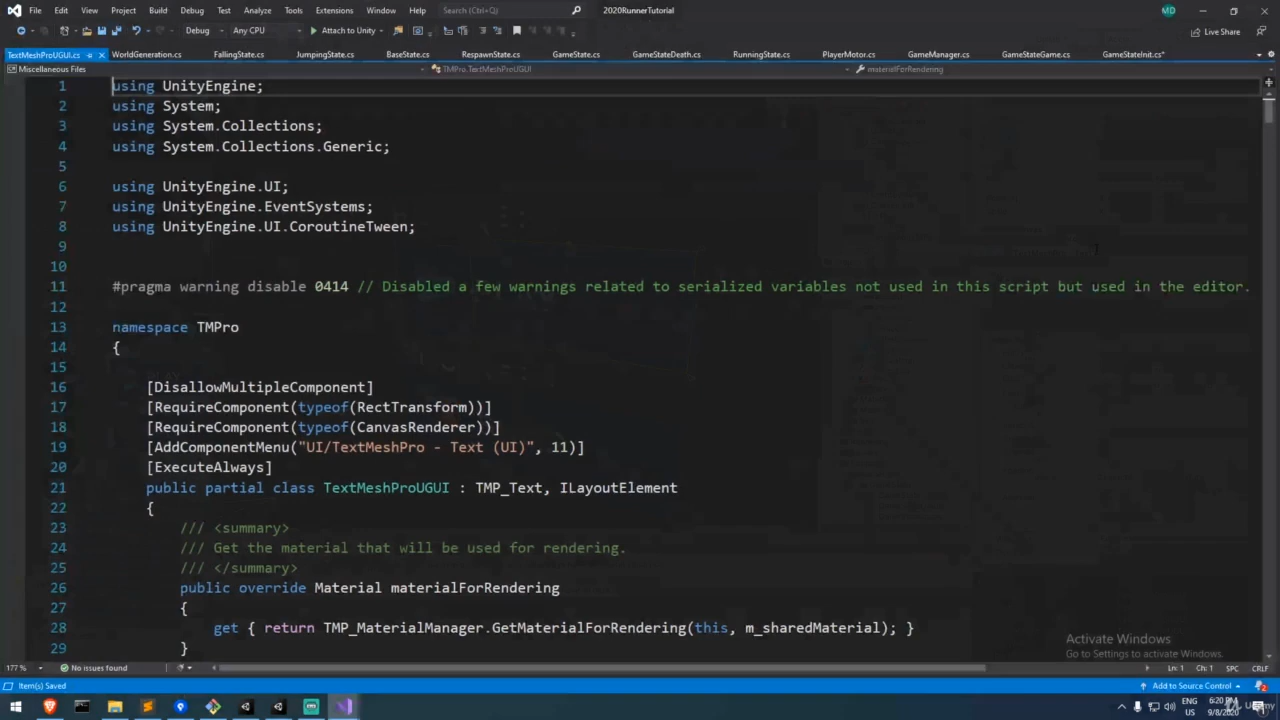 File Edit View Project Build Debug Test Analyze Tools Extensions Window Help Search (Ctrl+Q) 2020RunnerTutorial MD
Debug Any CPU Attach to Unity Live Share
TextMeshProUGUI.cs WorldGeneration.cs FallingState.cs JumpingState.cs BaseState.cs RespawnState.cs GameState.cs GameStateDeath.cs RunningState.cs PlayerMotor.cs GameManager.cs GameStateGame.cs GameStateInit.cs*
Miscellaneous Files TMPro.TextMeshProUGUI materialForRendering
1 using UnityEngine;
2 using System;
3 using System.Collections;
4 using System.Collections.Generic;
5
6 using UnityEngine.UI;
7 using UnityEngine.EventSystems;
8 using UnityEngine.UI.CoroutineTween;
9
10
11 #pragma warning disable 0414 // Disabled a few warnings related to serialized variables not used in this script but used in the editor.
12
13 namespace TMPro
14 {
15
16 [DisallowMultipleComponent]
17 [RequireComponent(typeof(RectTransform))]
18 [RequireComponent(typeof(CanvasRenderer))]
19 [AddComponentMenu("UI/TextMeshPro - Text (UI)", 11)]
20 [ExecuteAlways]
21 public partial class TextMeshProUGUI : TMP_Text, ILayoutElement
22 {
23 /// <summary>
24 /// Get the material that will be used for rendering.
25 /// </summary>
26 public override Material materialForRendering
27 {
28 get { return TMP_MaterialManager.GetMaterialForRendering(this, m_sharedMaterial); }
29 }
Activate Windows
Go to Settings to activate Windows.
177 % No issues found Ln: 1 Ch: 1 SPC CRLF
Item(s) Saved Add to Source Control 2
ENG 6:20 PM
US 9/8/2020
Udemy